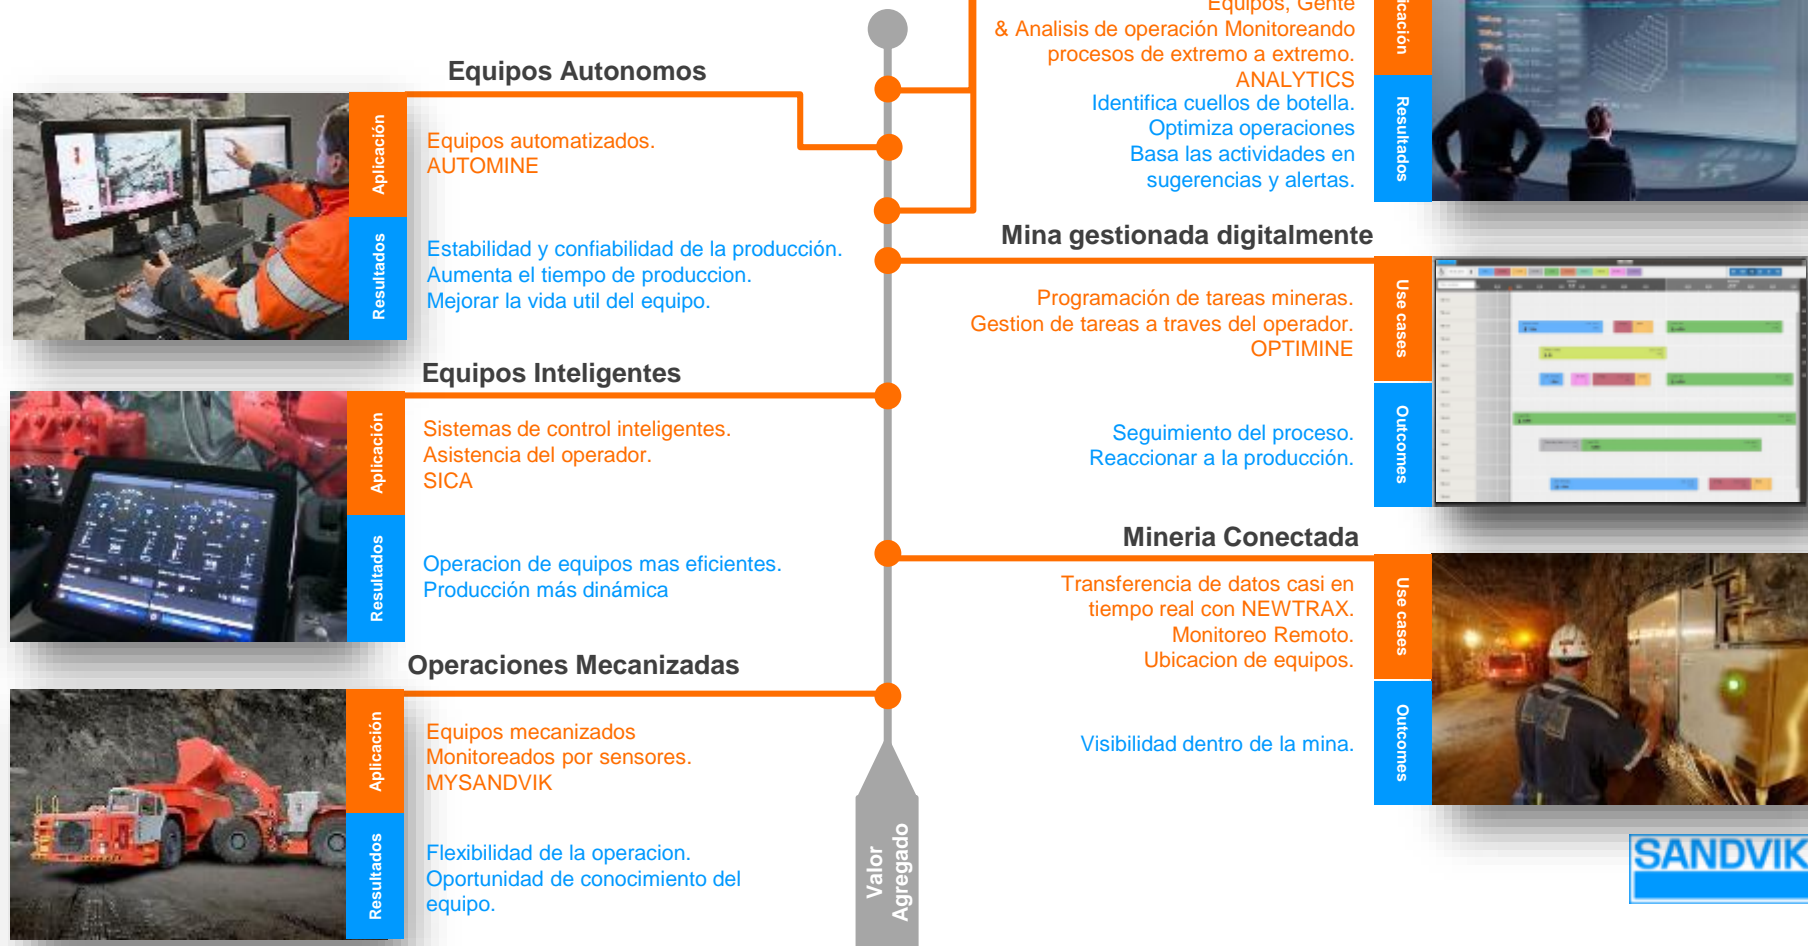 Equipos Autonomos
Aplicación
Equipos automatizados.
AUTOMINE
Resultados
Estabilidad y confiabilidad de la producción.
Aumenta el tiempo de produccion.
Mejorar la vida util del equipo.
Equipos Inteligentes
Aplicación
Sistemas de control inteligentes.
Asistencia del operador.
SICA
Resultados
Operacion de equipos mas eficientes.
Producción más dinámica
Operaciones Mecanizadas
Aplicación
Equipos mecanizados
Monitoreados por sensores.
MYSANDVIK
Resultados
Flexibilidad de la operacion.
Oportunidad de conocimiento del
equipo.
Valor
Agregado
Equipos, Gente
& Analisis de operación Monitoreando
procesos de extremo a extremo.
ANALYTICS
icación
Identifica cuellos de botella.
Optimiza operaciones
Basa las actividades en
sugerencias y alertas.
Resultados
Mina gestionada digitalmente
Programación de tareas mineras.
Gestion de tareas a traves del operador.
OPTIMINE
Use cases
Seguimiento del proceso.
Reaccionar a la producción.
Outcomes
Mineria Conectada
Transferencia de datos casi en
tiempo real con NEWTRAX.
Monitoreo Remoto.
Ubicacion de equipos.
Use cases
Visibilidad dentro de la mina.
Outcomes
SANDVIK